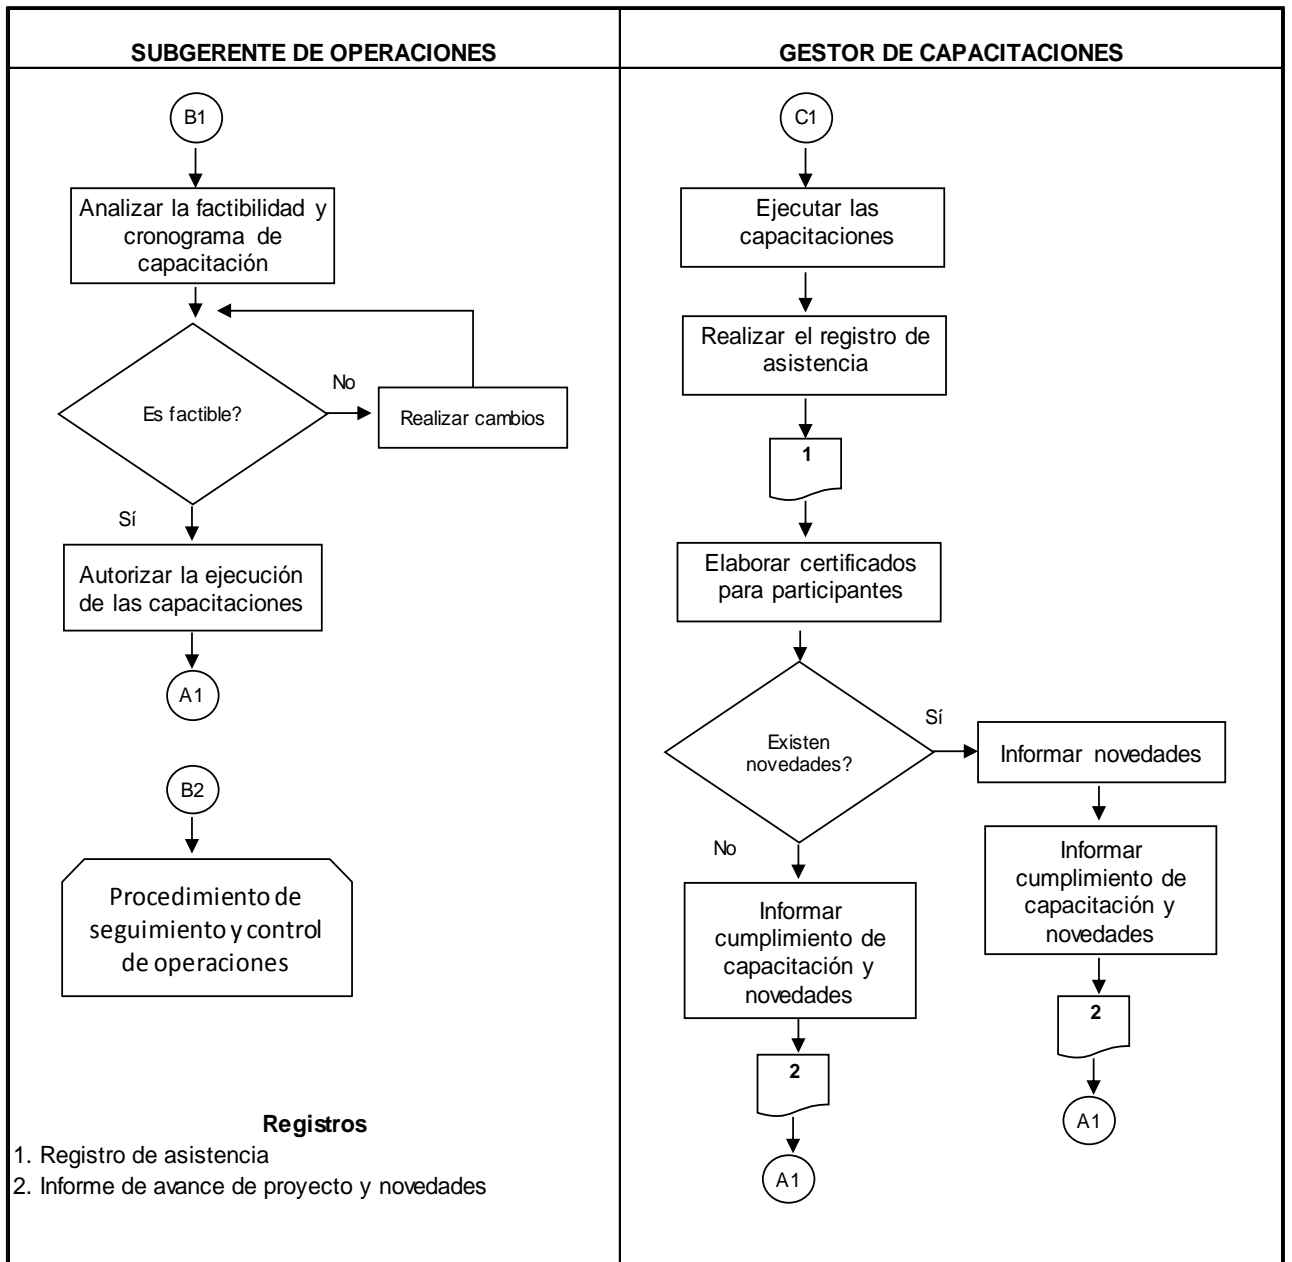 SUBGERENTE DE OPERACIONES
B1
Analizar la factibilidad y
cronograma de
capacitación
Es factible?
No
Realizar cambios
Sí
Autorizar la ejecución
de las capacitaciones
A1
B2
Procedimiento de
seguimiento y control
de operaciones
Registros
1. Registro de asistencia
2. Informe de avance de proyecto y novedades
GESTOR DE CAPACITACIONES
C1
Ejecutar las
capacitaciones
Realizar el registro de
asistencia
1
Elaborar certificados
para participantes
Existen
novedades?
Sí
Informar novedades
Informar
cumplimiento de
capacitación y
novedades
2
A1
No
Informar
cumplimiento de
capacitación y
novedades
2
A1